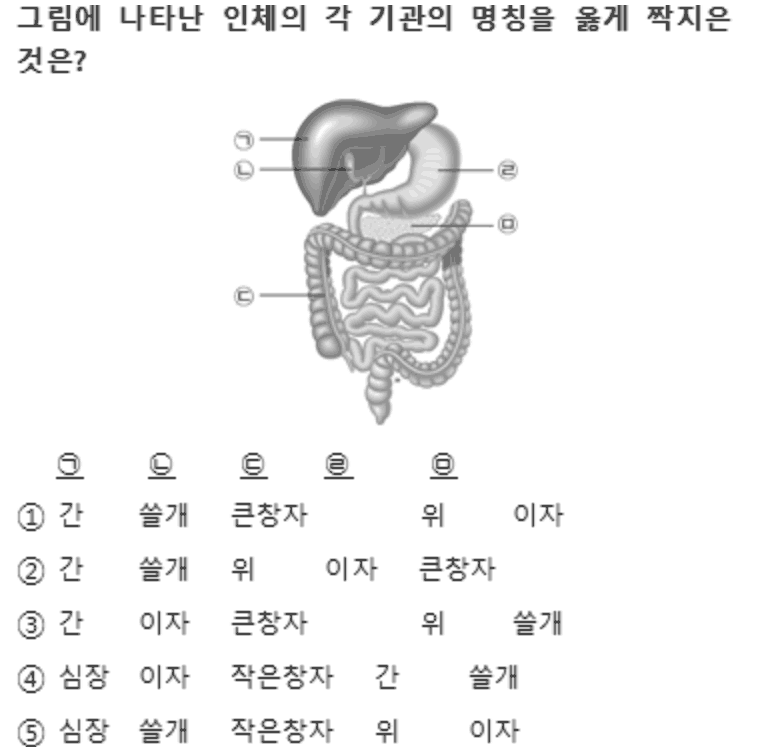 그림에 나타난 인체의 각 기관의 명칭을 옳게 짝지은
것은?
㉠
㉡
㉣
㉤
㉢
㉠ ㉡ ㉢ ㉣ ㉤
① 간 쓸개 큰창자 위 이자
② 간 쓸개 위 이자 큰창자
③ 간 이자 큰창자 위 쓸개
④ 심장 이자 작은창자 간 쓸개
⑤ 심장 쓸개 작은창자 위 이자